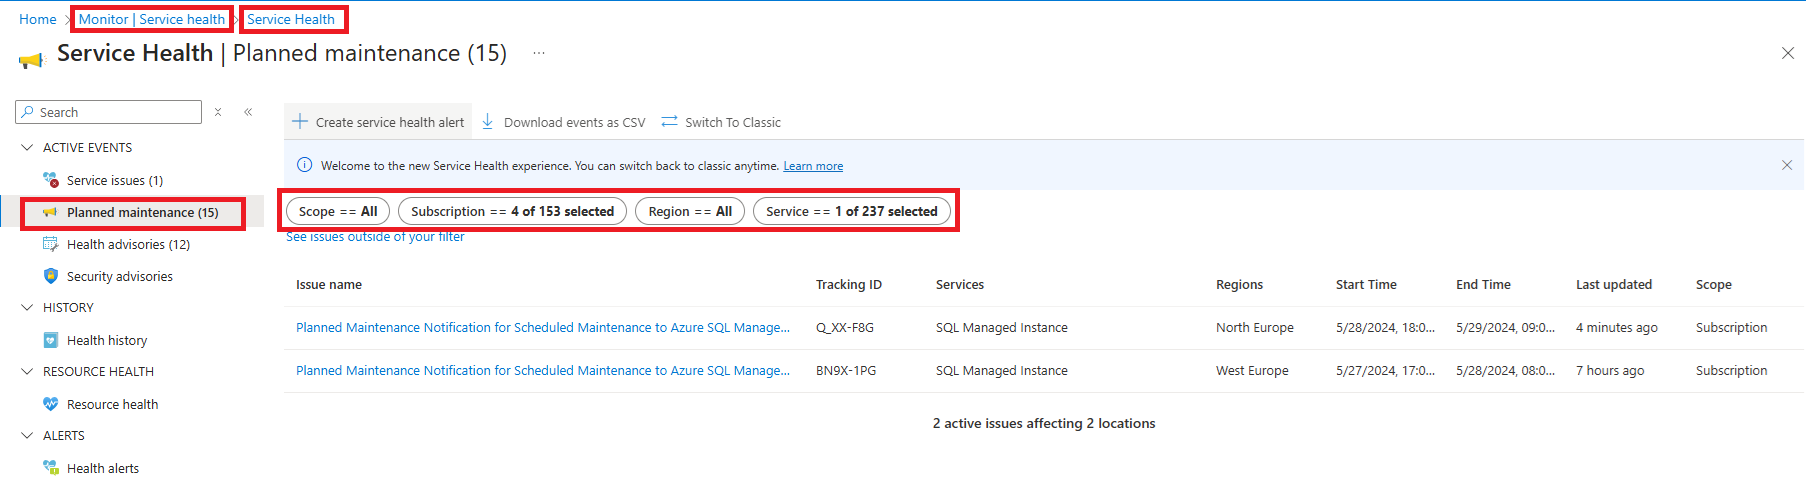 Home > Monitor | Service health > Service Health
Service Health | Planned maintenance (15) ...
Search
Create service health alert
Download events as CSV
Switch To Classic
ACTIVE EVENTS
Service issues (1)
Planned maintenance (15)
Health advisories (12)
Security advisories
HISTORY
Health history
RESOURCE HEALTH
Resource health
ALERTS
Health alerts
Welcome to the new Service Health experience. You can switch back to classic anytime. Learn more
Scope == All
Subscription == 4 of 153 selected
Region == All
Service == 1 of 237 selected
See issues outside of your filter
Issue name Tracking ID Services Regions Start Time End Time Last updated Scope
Planned Maintenance Notification for Scheduled Maintenance to Azure SQL Manage... Q_XX-F8G SQL Managed Instance North Europe 5/28/2024, 18:0... 5/29/2024, 09:0... 4 minutes ago Subscription
Planned Maintenance Notification for Scheduled Maintenance to Azure SQL Manage... BN9X-1PG SQL Managed Instance West Europe 5/27/2024, 17:0... 5/28/2024, 08:0... 7 hours ago Subscription
2 active issues affecting 2 locations